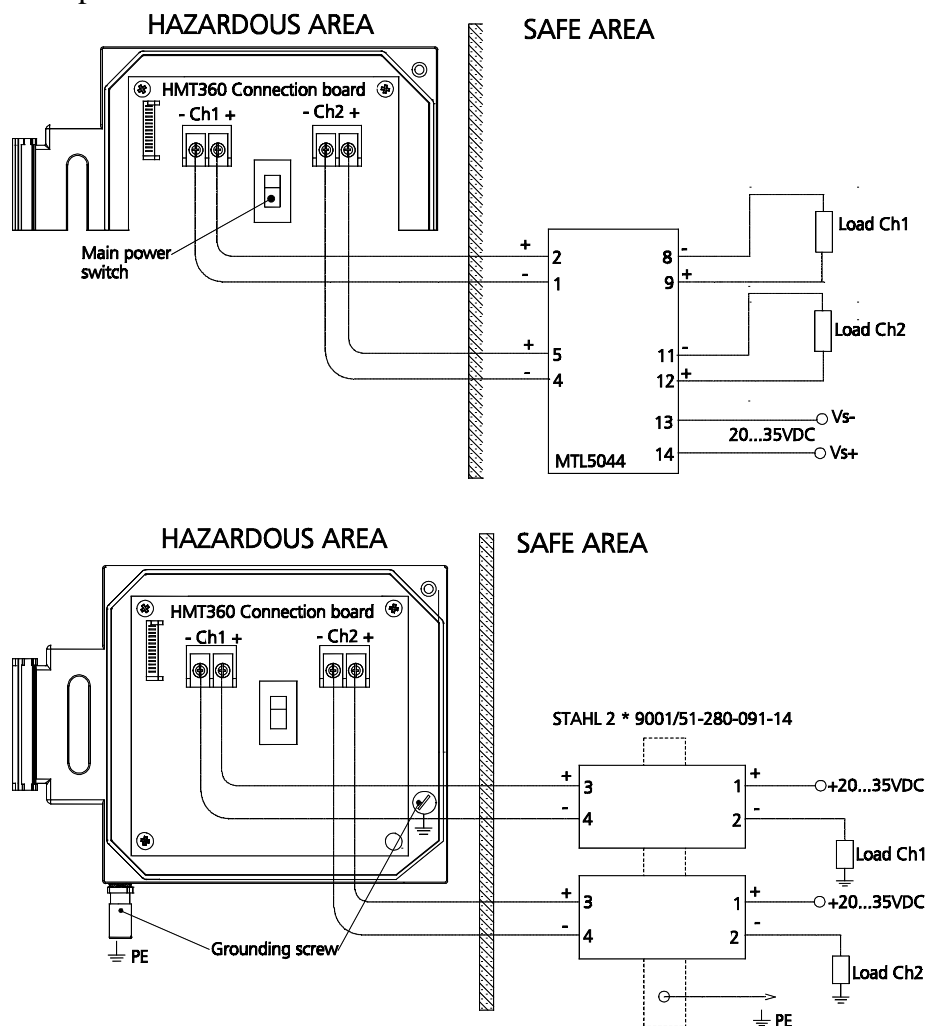 HAZARDOUS AREA
SAFE AREA
HMT360 Connection board
- Ch1 +
- Ch2 +
Main power
switch
+ 2
- 1
+ 5
- 4
8 -
9 +
11 -
12 +
13
14
MTL5044
Load Ch1
Load Ch2
Vs-
20...35VDC
Vs+
HAZARDOUS AREA
SAFE AREA
HMT360 Connection board
- Ch1 +
- Ch2 +
STAHL 2 * 9001/51-280-091-14
+ 3
- 4
1 +
2 -
+20...35VDC
Load Ch1
+ 3
- 4
1 +
2 -
+20...35VDC
Load Ch2
Grounding screw
PE
PE